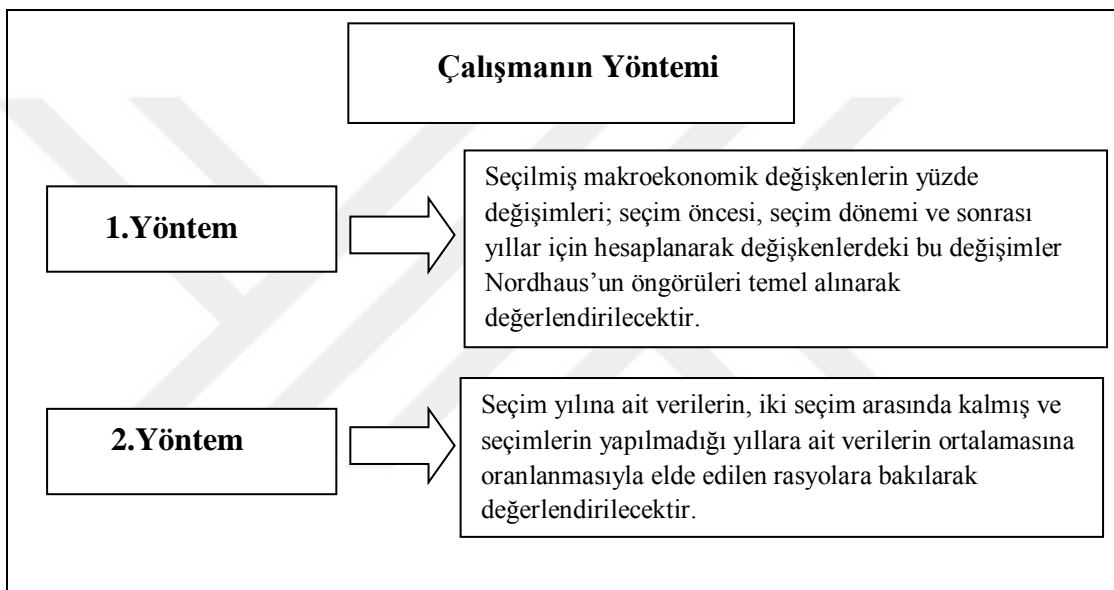 Çalışmanın Yöntemi
1.Yöntem
Seçilmiş makroekonomik değişkenlerin yüzde
değişimleri; seçim öncesi, seçim dönemi ve sonrası
yıllar için hesaplanarak değişkenlerdeki bu değişimler
Nordhaus’un öngörüleri temel alınarak
değerlendirilecektir.
2.Yöntem
Seçim yılına ait verilerin, iki seçim arasında kalmış ve
seçimlerin yapılmadığı yıllara ait verilerin ortalamasına
oranlanmasıyla elde edilen rasyolara bakılarak
değerlendirilecektir.